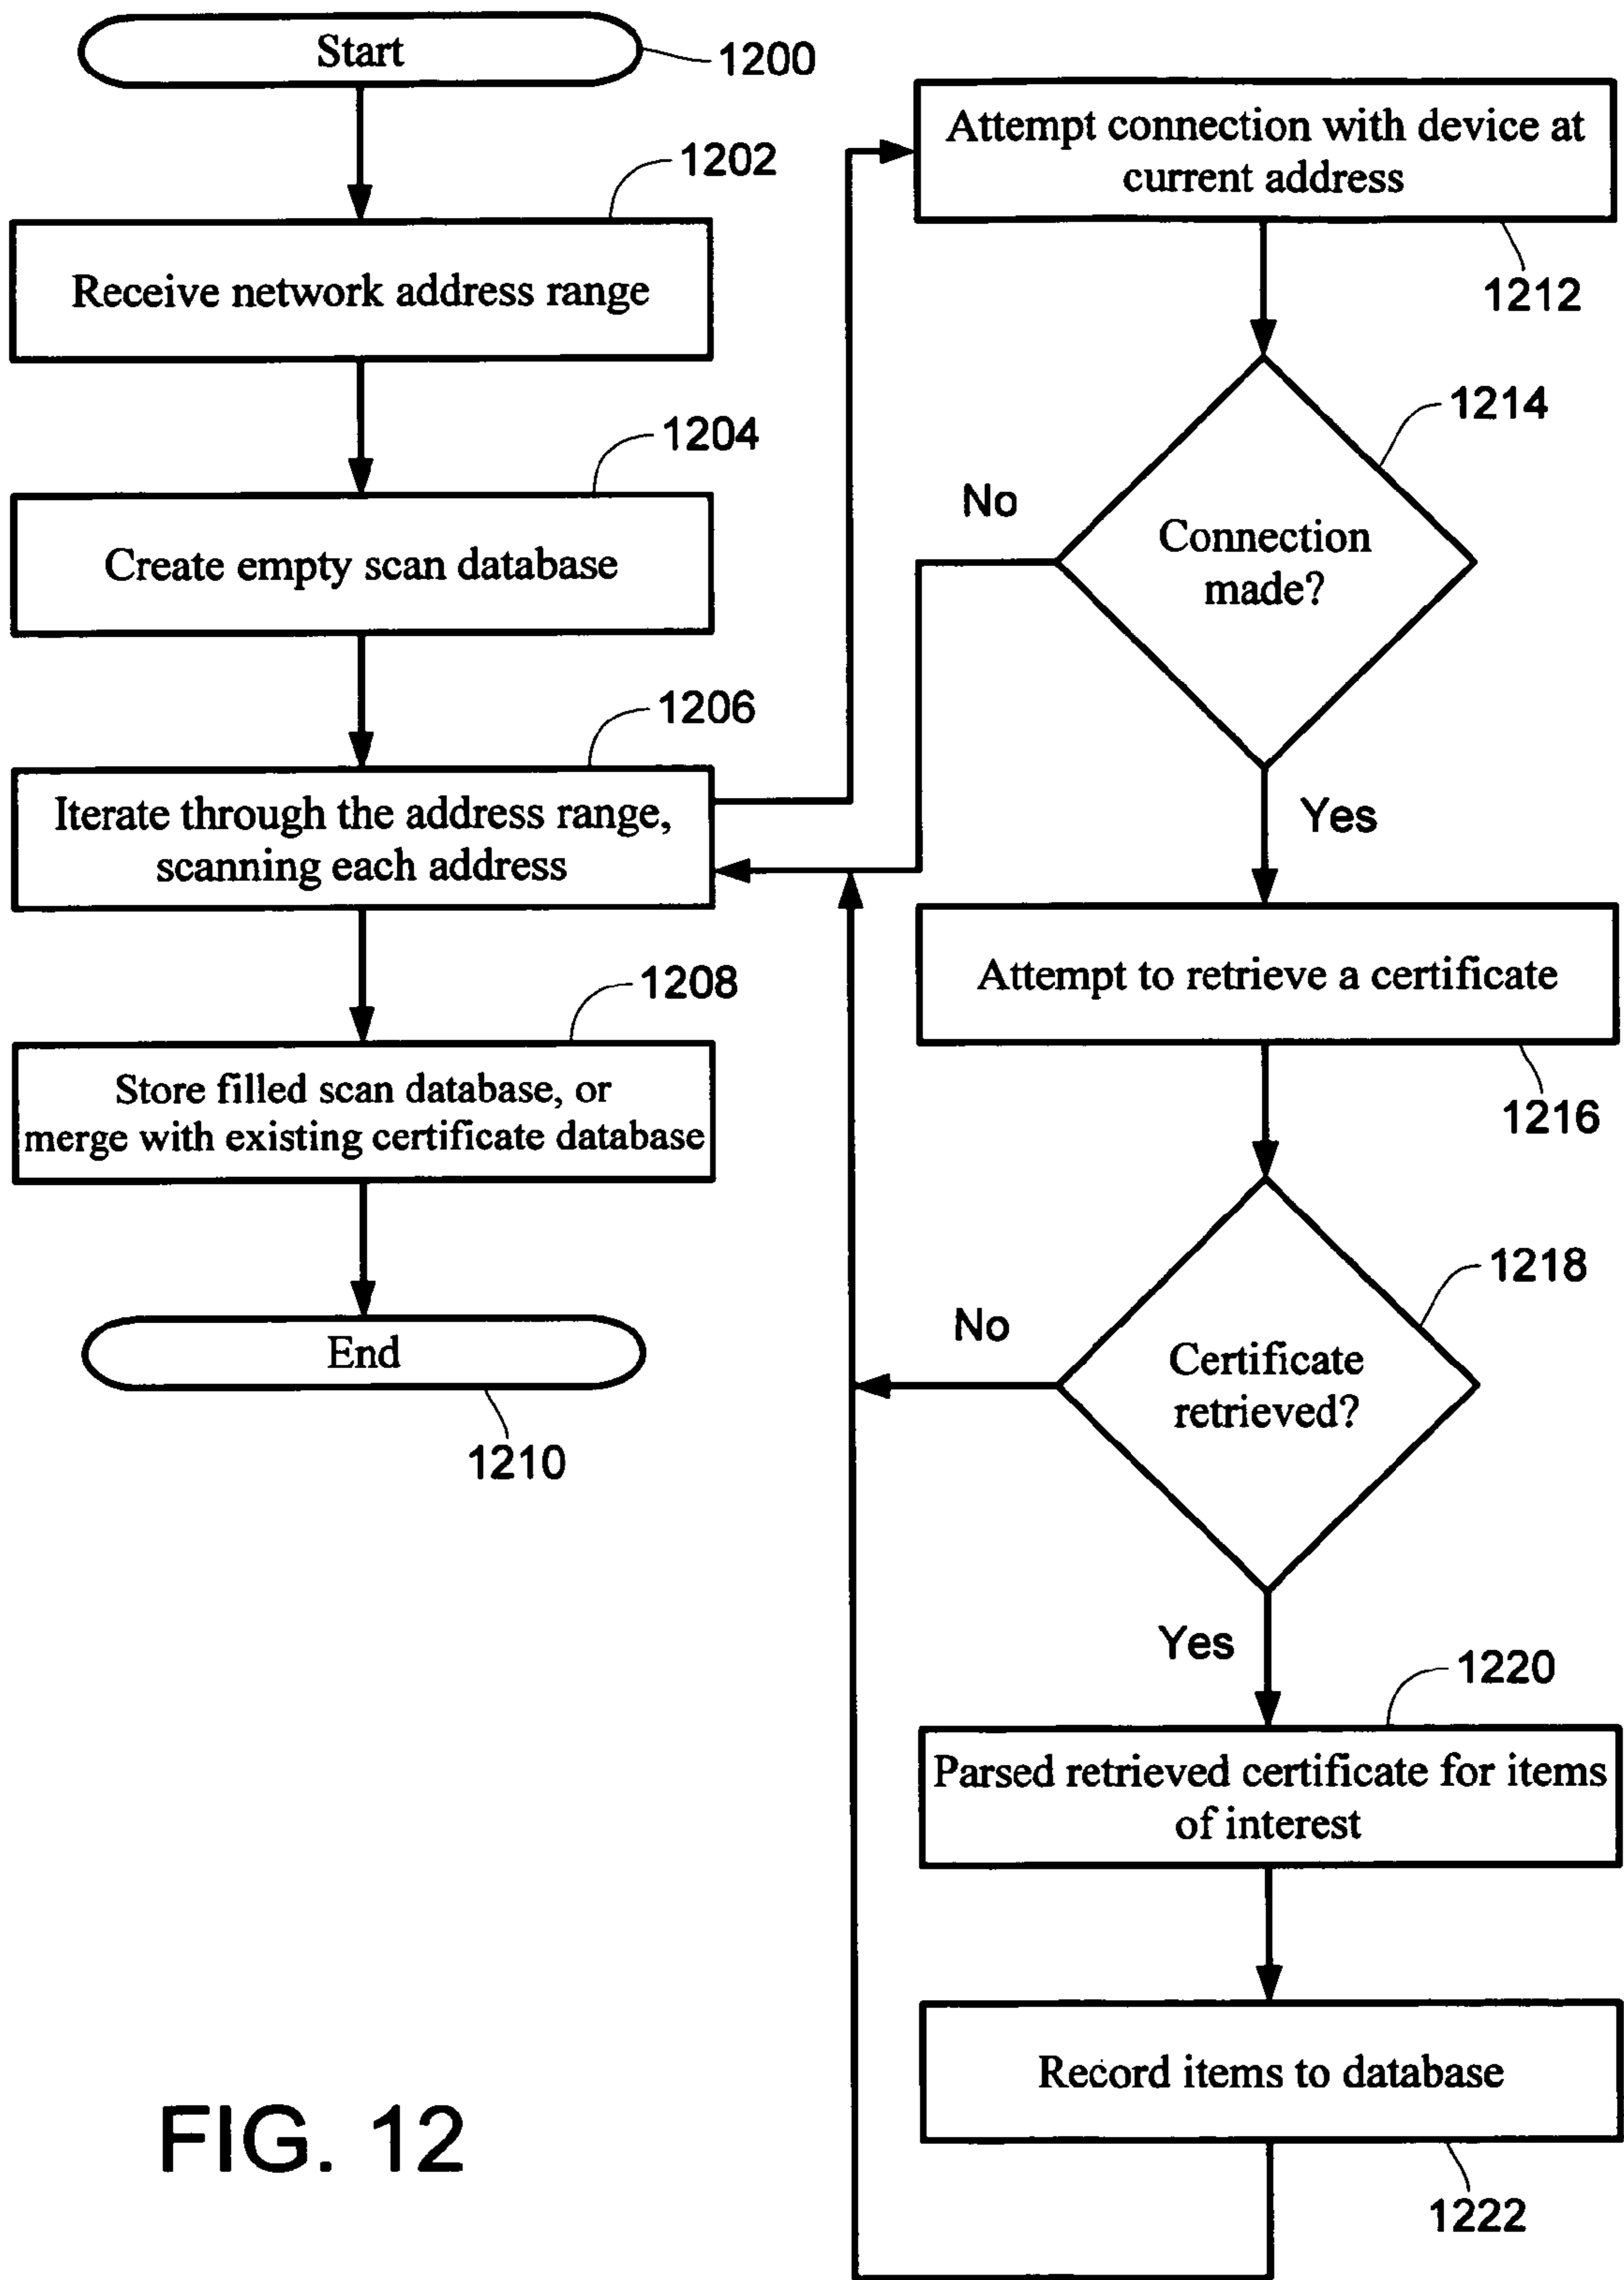 Start
1200
1202
Receive network address range
1204
Create empty scan database
1206
Iterate through the address range,
scanning each address
1208
Store filled scan database, or
merge with existing certificate database
End
1210
Attempt connection with device at
current address
1212
1214
No
Connection
made?
Yes
Attempt to retrieve a certificate
1216
1218
No
Certificate
retrieved?
Yes
1220
Parsed retrieved certificate for items
of interest
Record items to database
1222
FIG. 12